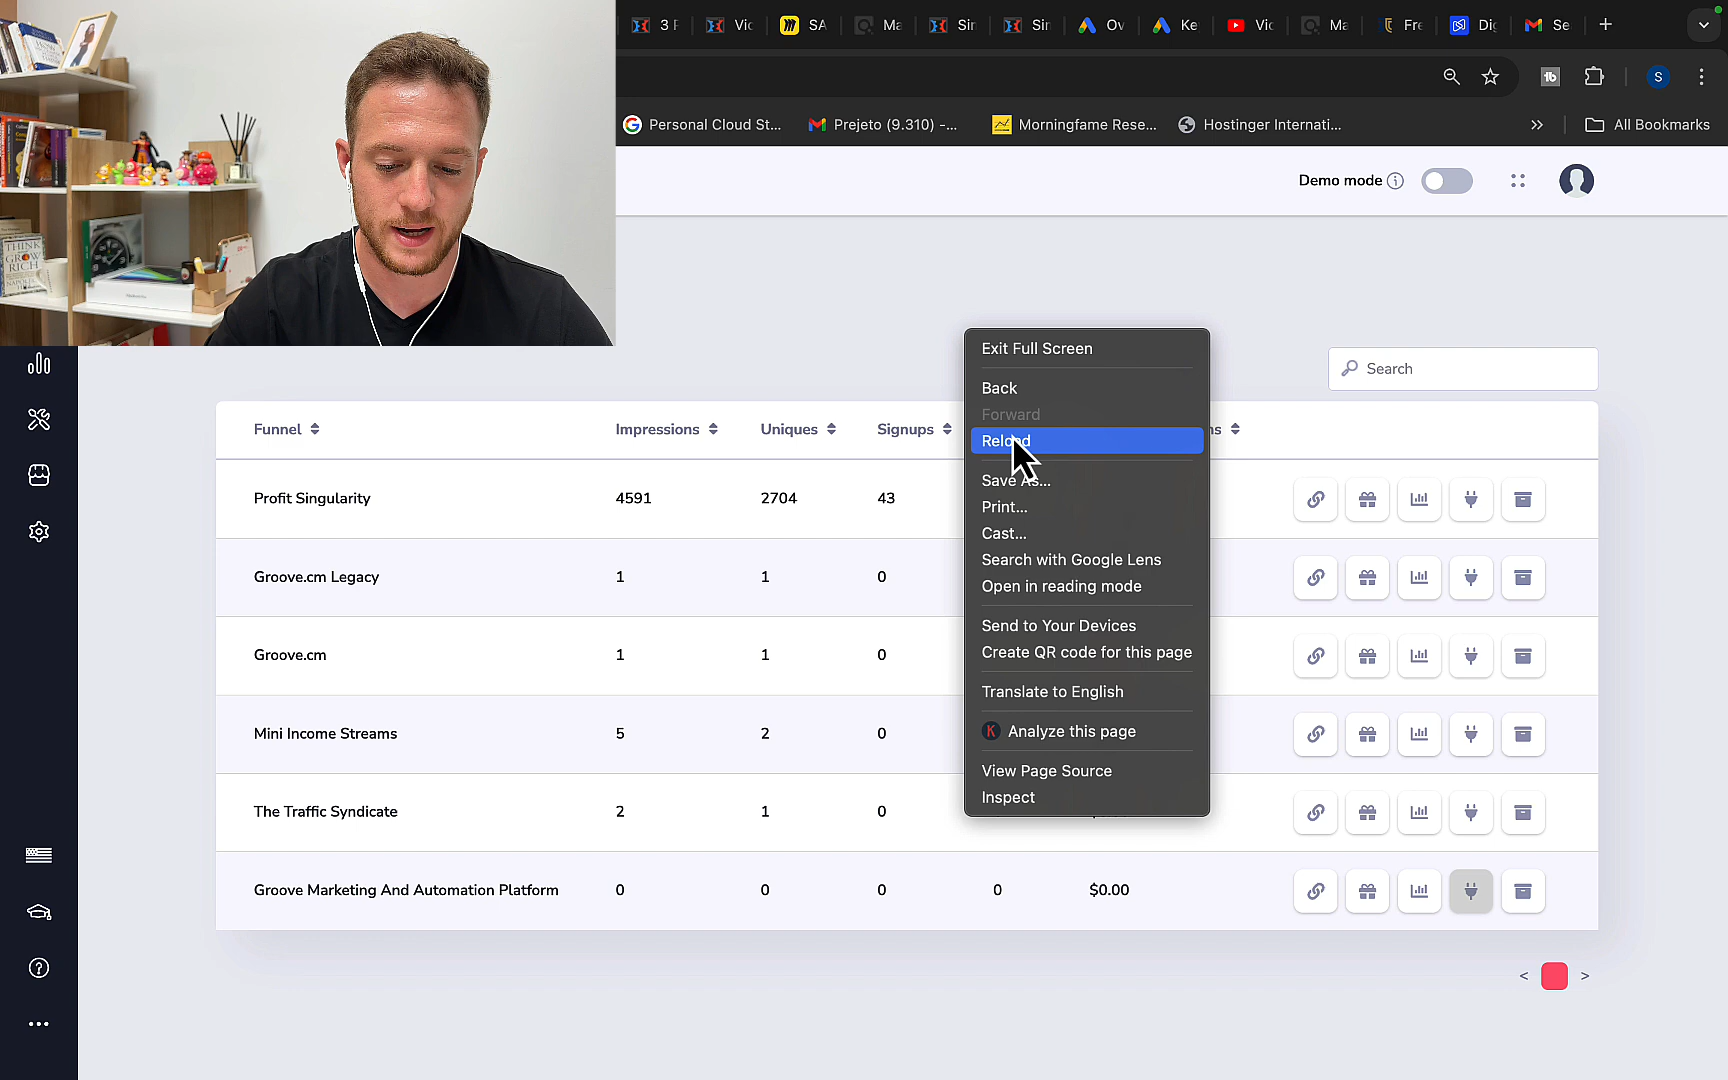 3 F
Vic
SA
Ma
Sin
Sin
Ov
Ke
Vic
Ma
Fre
Dig
Se
S
Personal Cloud St...
Prejeto (9.310) -...
Morningfame Rese...
Hostinger Internati...
All Bookmarks
Demo mode
THINK
GROW
RICH
Exit Full Screen
Back
Forward
Reload
Save As...
Print...
Cast...
Search with Google Lens
Open in reading mode
Send to Your Devices
Create QR code for this page
Translate to English
Analyze this page
View Page Source
Inspect
Search
Funnel Impressions Uniques Signups ns
Profit Singularity 4591 2704 43
Groove.cm Legacy 1 1 0
Groove.cm 1 1 0
Mini Income Streams 5 2 0
The Traffic Syndicate 2 1 0
Groove Marketing And Automation Platform 0 0 0 0 $0.00
< >